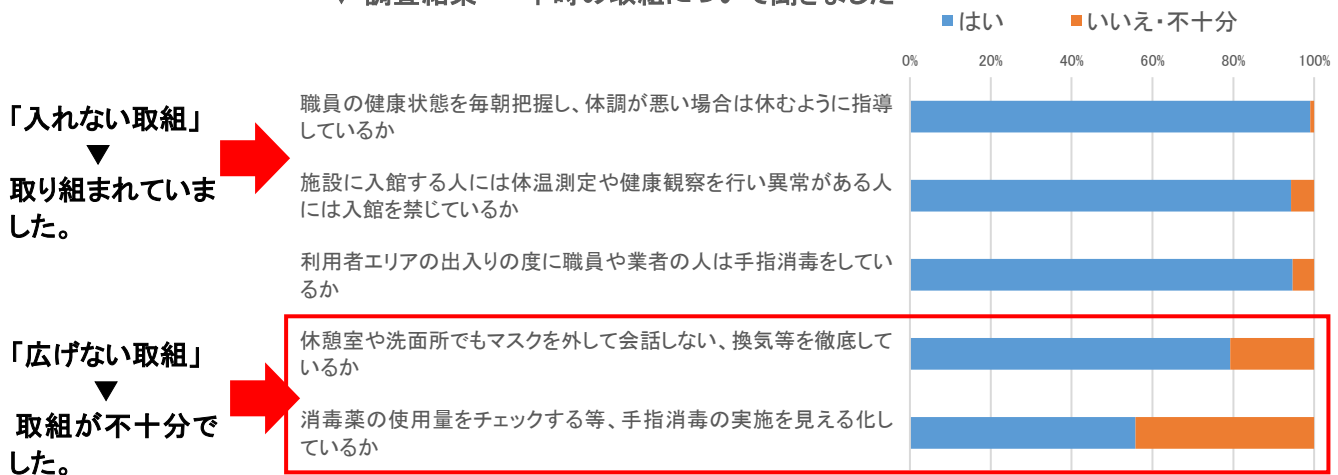 はい
いいえ・不十分
0%
20%
40%
60%
80%
100%
「入れない取組」
▼
取り組まれていま
した。
職員の健康状態を毎朝把握し、体調が悪い場合は休むように指導
しているか
施設に入館する人には体温測定や健康観察を行い異常がある人
には入館を禁じているか
利用者エリアの出入りの度に職員や業者の人は手指消毒をしてい
るか
「広げない取組」
▼
取組が不十分で
した。
休憩室や洗面所でもマスクを外して会話しない、換気等を徹底して
いるか
消毒薬の使用量をチェックする等、手指消毒の実施を見える化し
ているか